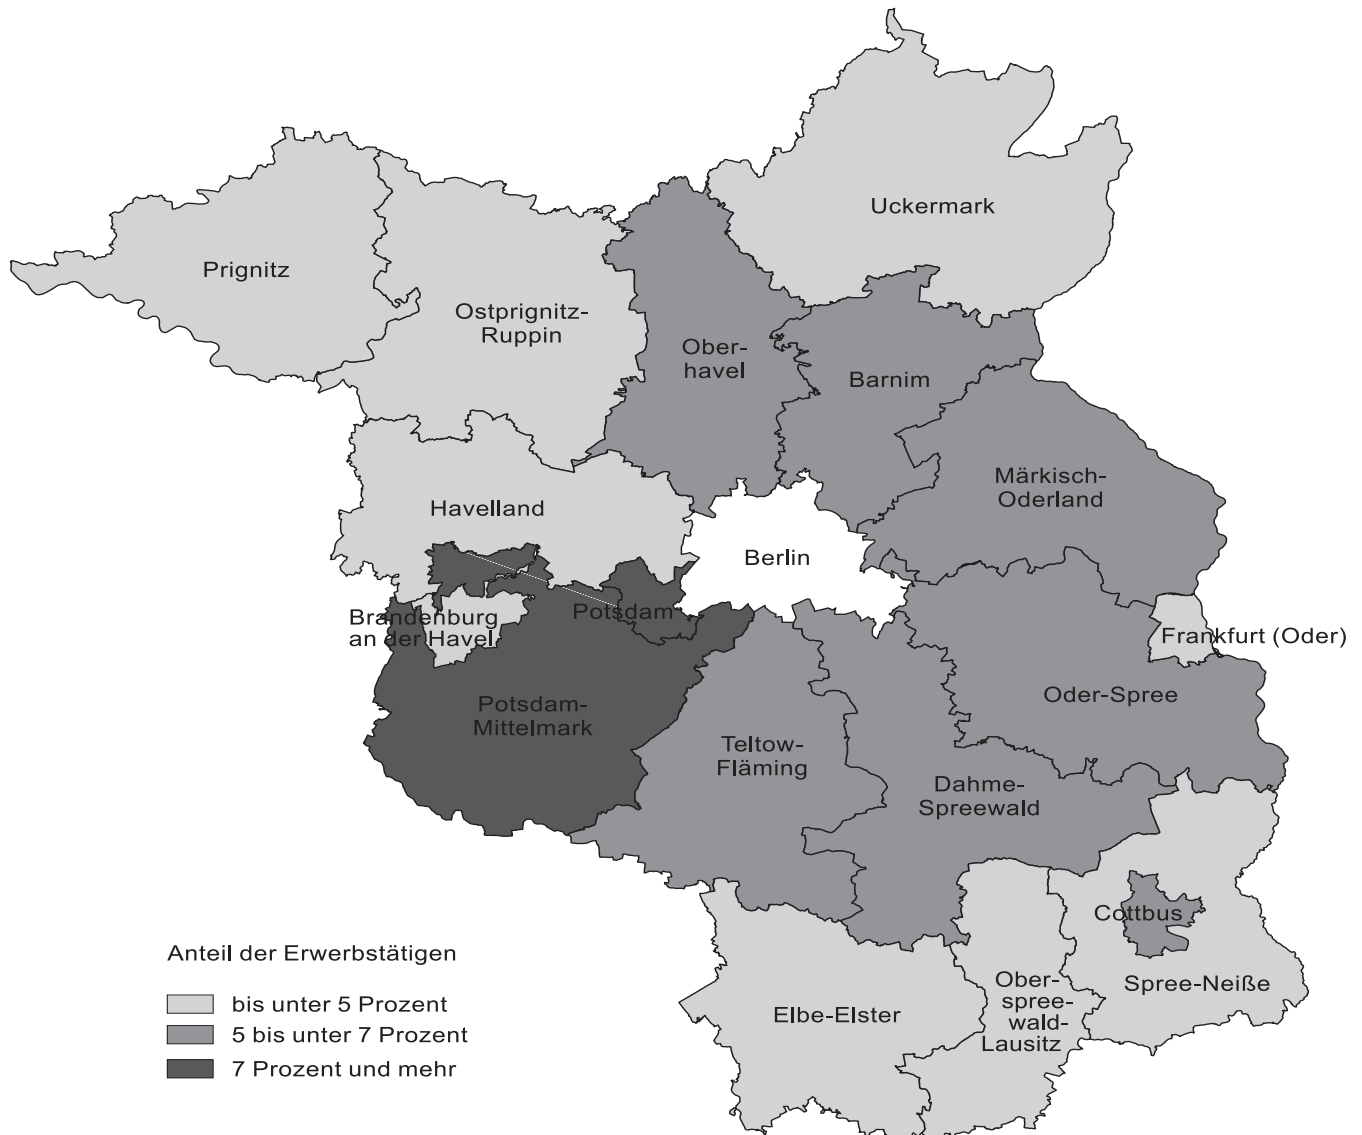 Uckermark
Prignitz
Ostprignitz-
Ruppin
Ober-
havel
Barnim
Märkisch-
Oderland
Havelland
Berlin
Brandenburg
an der Havel
Potsdam
Frankfurt (Oder)
Oder-Spree
Potsdam-
Mittelmark
Teltow-
Fläming
Dahme-
Spreewald
Cottbus
Spree-Neiße
Ober-
spree-
wald-
Lausitz
Elbe-Elster
Anteil der Erwerbstätigen
bis unter 5 Prozent
5 bis unter 7 Prozent
7 Prozent und mehr